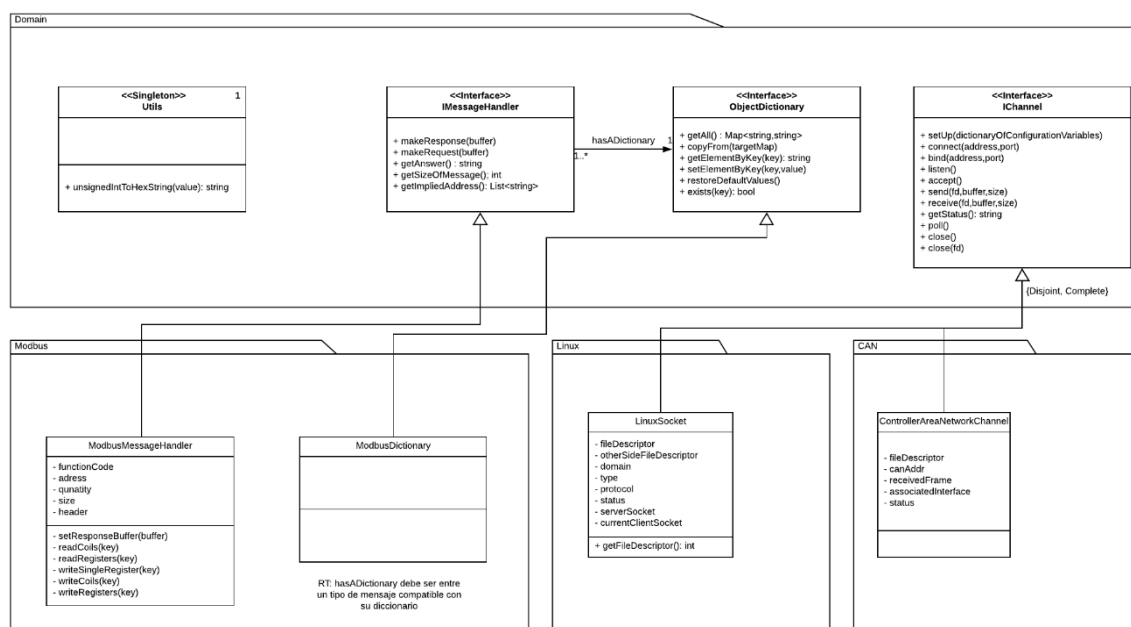 Domain
<<Singleton>> 1
Utils
+ unsignedIntToHexString(value): string
<<Interface>>
IMessageHandler
+ makeResponse(buffer)
+ makeRequest(buffer)
+ getAnswer() : string
+ getSizeOfMessage(); int
+ getImpliedAddress(): List<string>
hasADictionary
1..*
1
<<Interface>>
ObjectDictionary
+ getAll() : Map<string,string>
+ copyFrom(targetMap)
+ getElementByKey(key): string
+ setElementByKey(key,value)
+ restoreDefaultValues()
+ exists(key): bool
<<Interface>>
IChannel
+ setUp(dictionaryOfConfigurationVariables)
+ connect(address,port)
+ bind(address,port)
+ listen()
+ accept()
+ send(fd,buffer,size)
+ receive(fd,buffer,size)
+ getStatus(): string
+ poll()
+ close()
+ close(fd)
{Disjoint, Complete}
Modbus
ModbusMessageHandler
- functionCode
- adress
- qunatity
- size
- header
- setResponseBuffer(buffer)
- readCoils(key)
- readRegisters(key)
- writeSingleRegister(key)
- writeCoils(key)
- writeRegisters(key)
ModbusDictionary
RT: hasADictionary debe ser entre
un tipo de mensaje compatible con
su diccionario
Linux
LinuxSocket
- fileDescriptor
- otherSideFileDescriptor
- domain
- type
- protocol
- status
- serverSocket
- currentClientSocket
+ getFileDescriptor(): int
CAN
ControllerAreaNetworkChannel
- fileDescriptor
- canAddr
- receivedFrame
- associatedInterface
- status